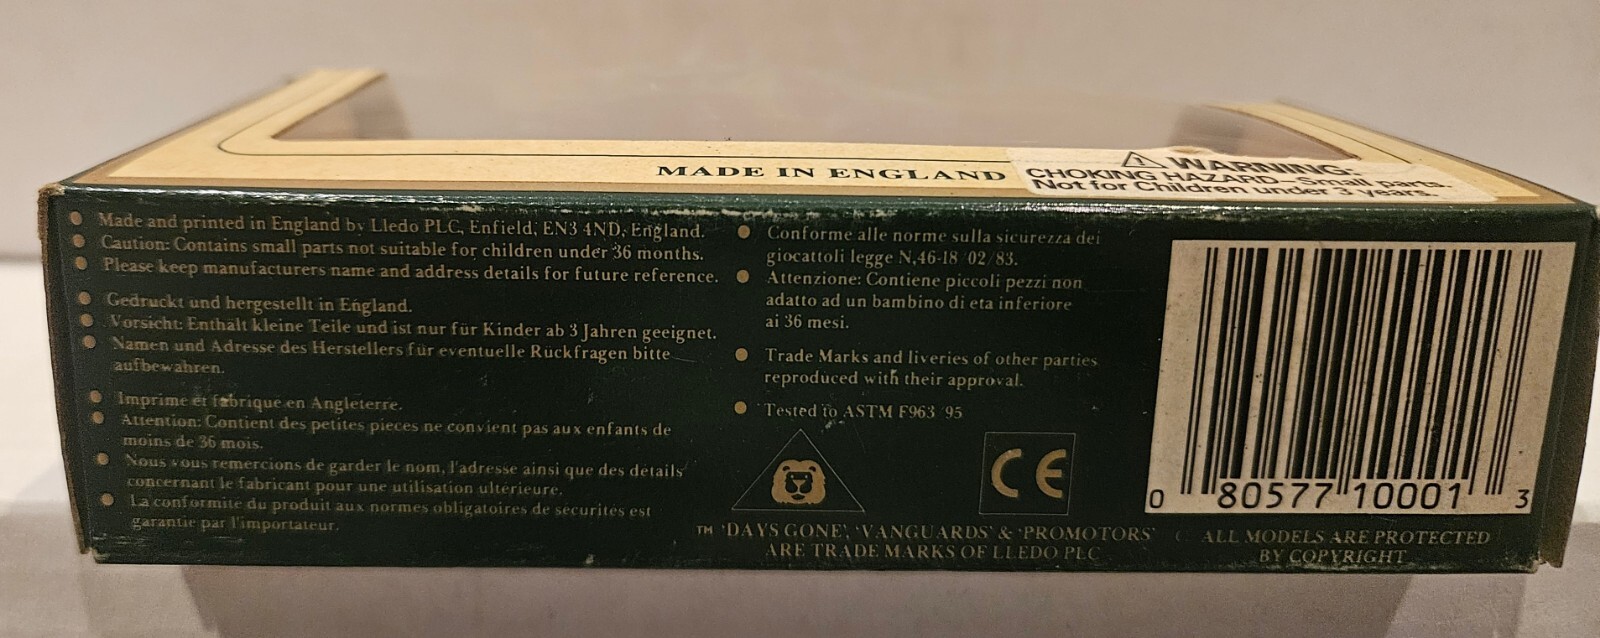 MADE IN ENGLAND
WARNING:
CHOKING HAZARD small parts.
Not for Children under 3 years.
Made and printed in England by Lledo PLC, Enfield, EN3 4ND, England.
Caution: Contains small parts not suitable for children under 36 months.
Please keep manufacturers name and address details for future reference.
Gedruckt und hergestellt in England.
Vorsicht: Enthält kleine Teile und ist nur für Kinder ab 3 Jahren geeignet.
Namen und Adresse des Herstellers für eventuelle Rückfragen bitte
aufbewahren.
Imprimé et fabrique en Angleterre.
Attention: Contient des petites pieces ne convient pas aux enfants de
moins de 36 mois.
Nous vous remercions de garder le nom, l'adresse ainsi que des détails
concernant le fabricant pour une utilisation ultérieure.
La conformité du produit aux normes obligatoires de sécurités est
garantie par l'importateur.
Conforme alle norme sulla sicurezza dei
giocattoli legge N,46-18 02/83.
Attenzione: Contiene piccoli pezzi non
adatto ad un bambino di eta inferiore
ai 36 mesi.
Trade Marks and liveries of other parties
reproduced with their approval.
Tested to ASTM F963 95
CE
TM 'DAYS GONE', 'VANGUARDS' & 'PROMOTORS'
ARE TRADE MARKS OF LLEDO PLC
0 80577 10001 3
ALL MODELS ARE PROTECTED
BY COPYRIGHT